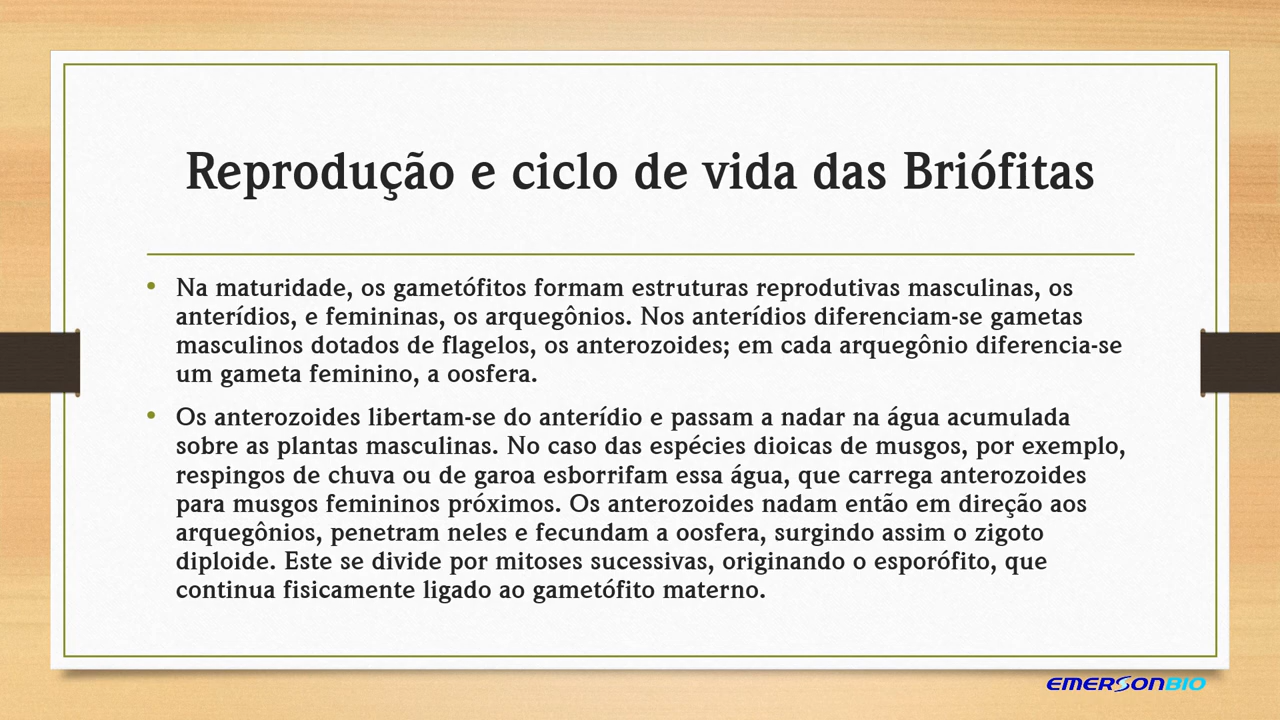 Reprodução e ciclo de vida das Briófitas
• Na maturidade, os gametófitos formam estruturas reprodutivas masculinas, os
anterídios, e femininas, os arquegônios. Nos anterídios diferenciam-se gametas
masculinos dotados de flagelos, os anterozoides; em cada arquegônio diferencia-se
um gameta feminino, a oosfera.
• Os anterozoides libertam-se do anterídio e passam a nadar na água acumulada
sobre as plantas masculinas. No caso das espécies dioicas de musgos, por exemplo,
respingos de chuva ou de garoa esborrifam essa água, que carrega anterozoides
para musgos femininos próximos. Os anterozoides nadam então em direção aos
arquegônios, penetram neles e fecundam a oosfera, surgindo assim o zigoto
diploide. Este se divide por mitoses sucessivas, originando o esporófito, que
continua fisicamente ligado ao gametófito materno.
EMERSONBIO